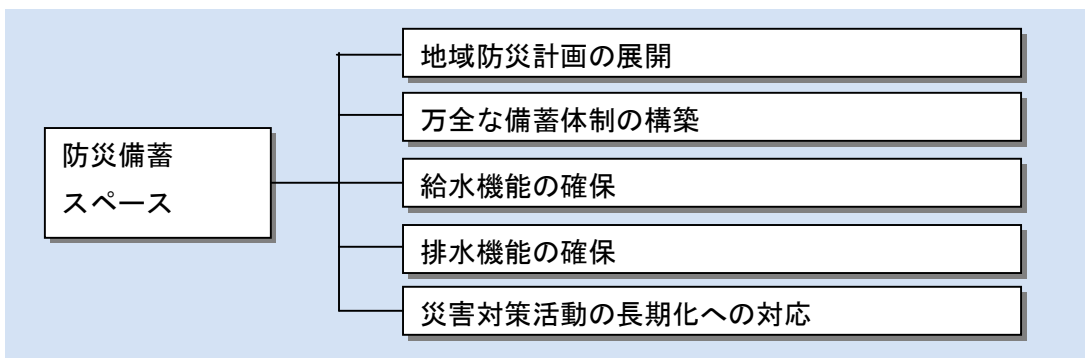 地域防災計画の展開
万全な備蓄体制の構築
防災備蓄
スペース
給水機能の確保
排水機能の確保
災害対策活動の長期化への対応